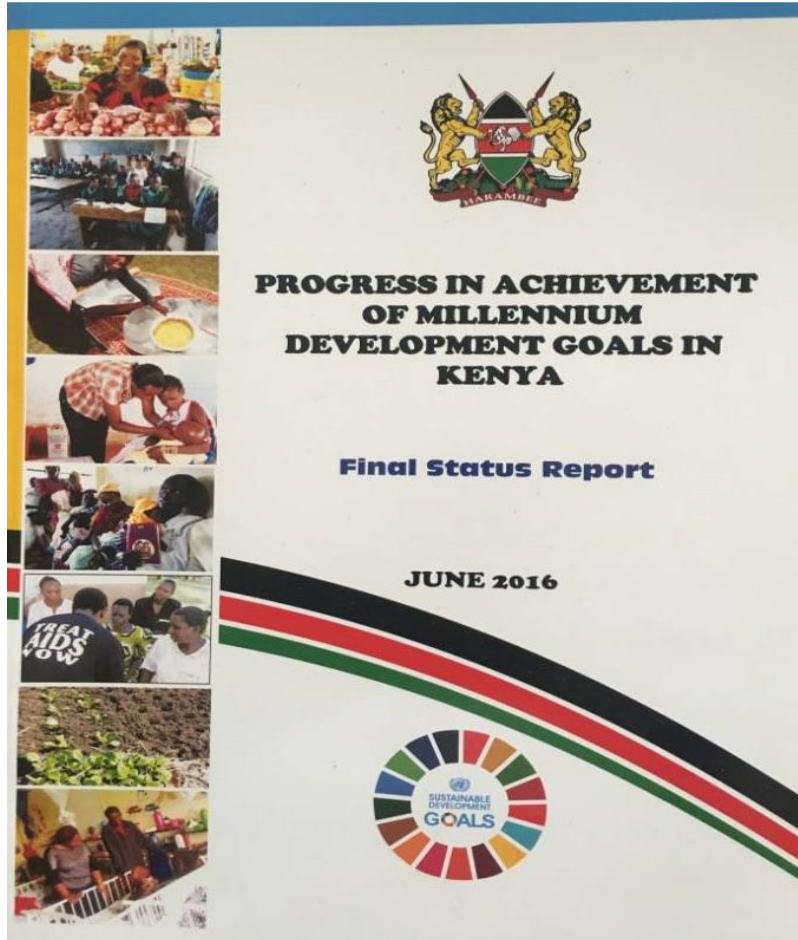 HARAMBEE
PROGRESS IN ACHIEVEMENT
OF MILLENNIUM
DEVELOPMENT GOALS IN
KENYA
Final Status Report
JUNE 2016
TREAT
AIDS
NOW
SUSTAINABLE
DEVELOPMENT
GOALS